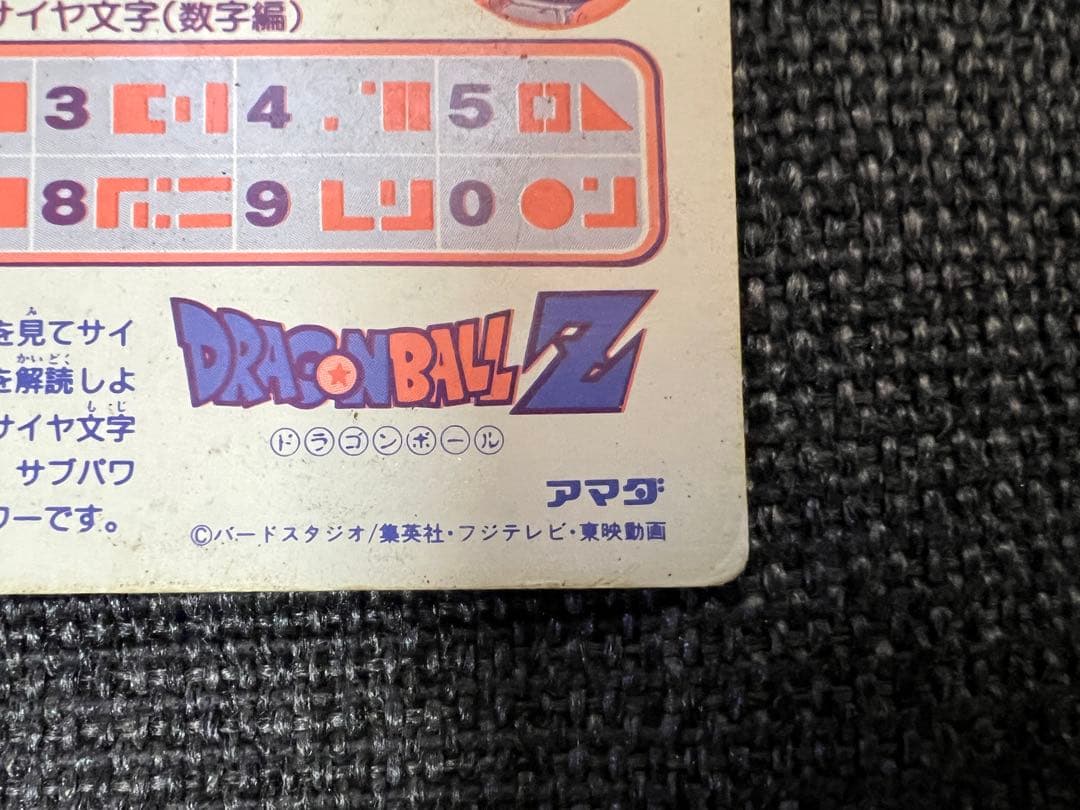 サイヤ文字(数字編)
3 4 5
8 9 0
を見てサイ
を解読しよ
サイヤ文字
サブパワ
ワーです。
DRAGON BALL Z
ドラゴンボール
アマダ
©バードスタジオ/集英社・フジテレビ・東映動画